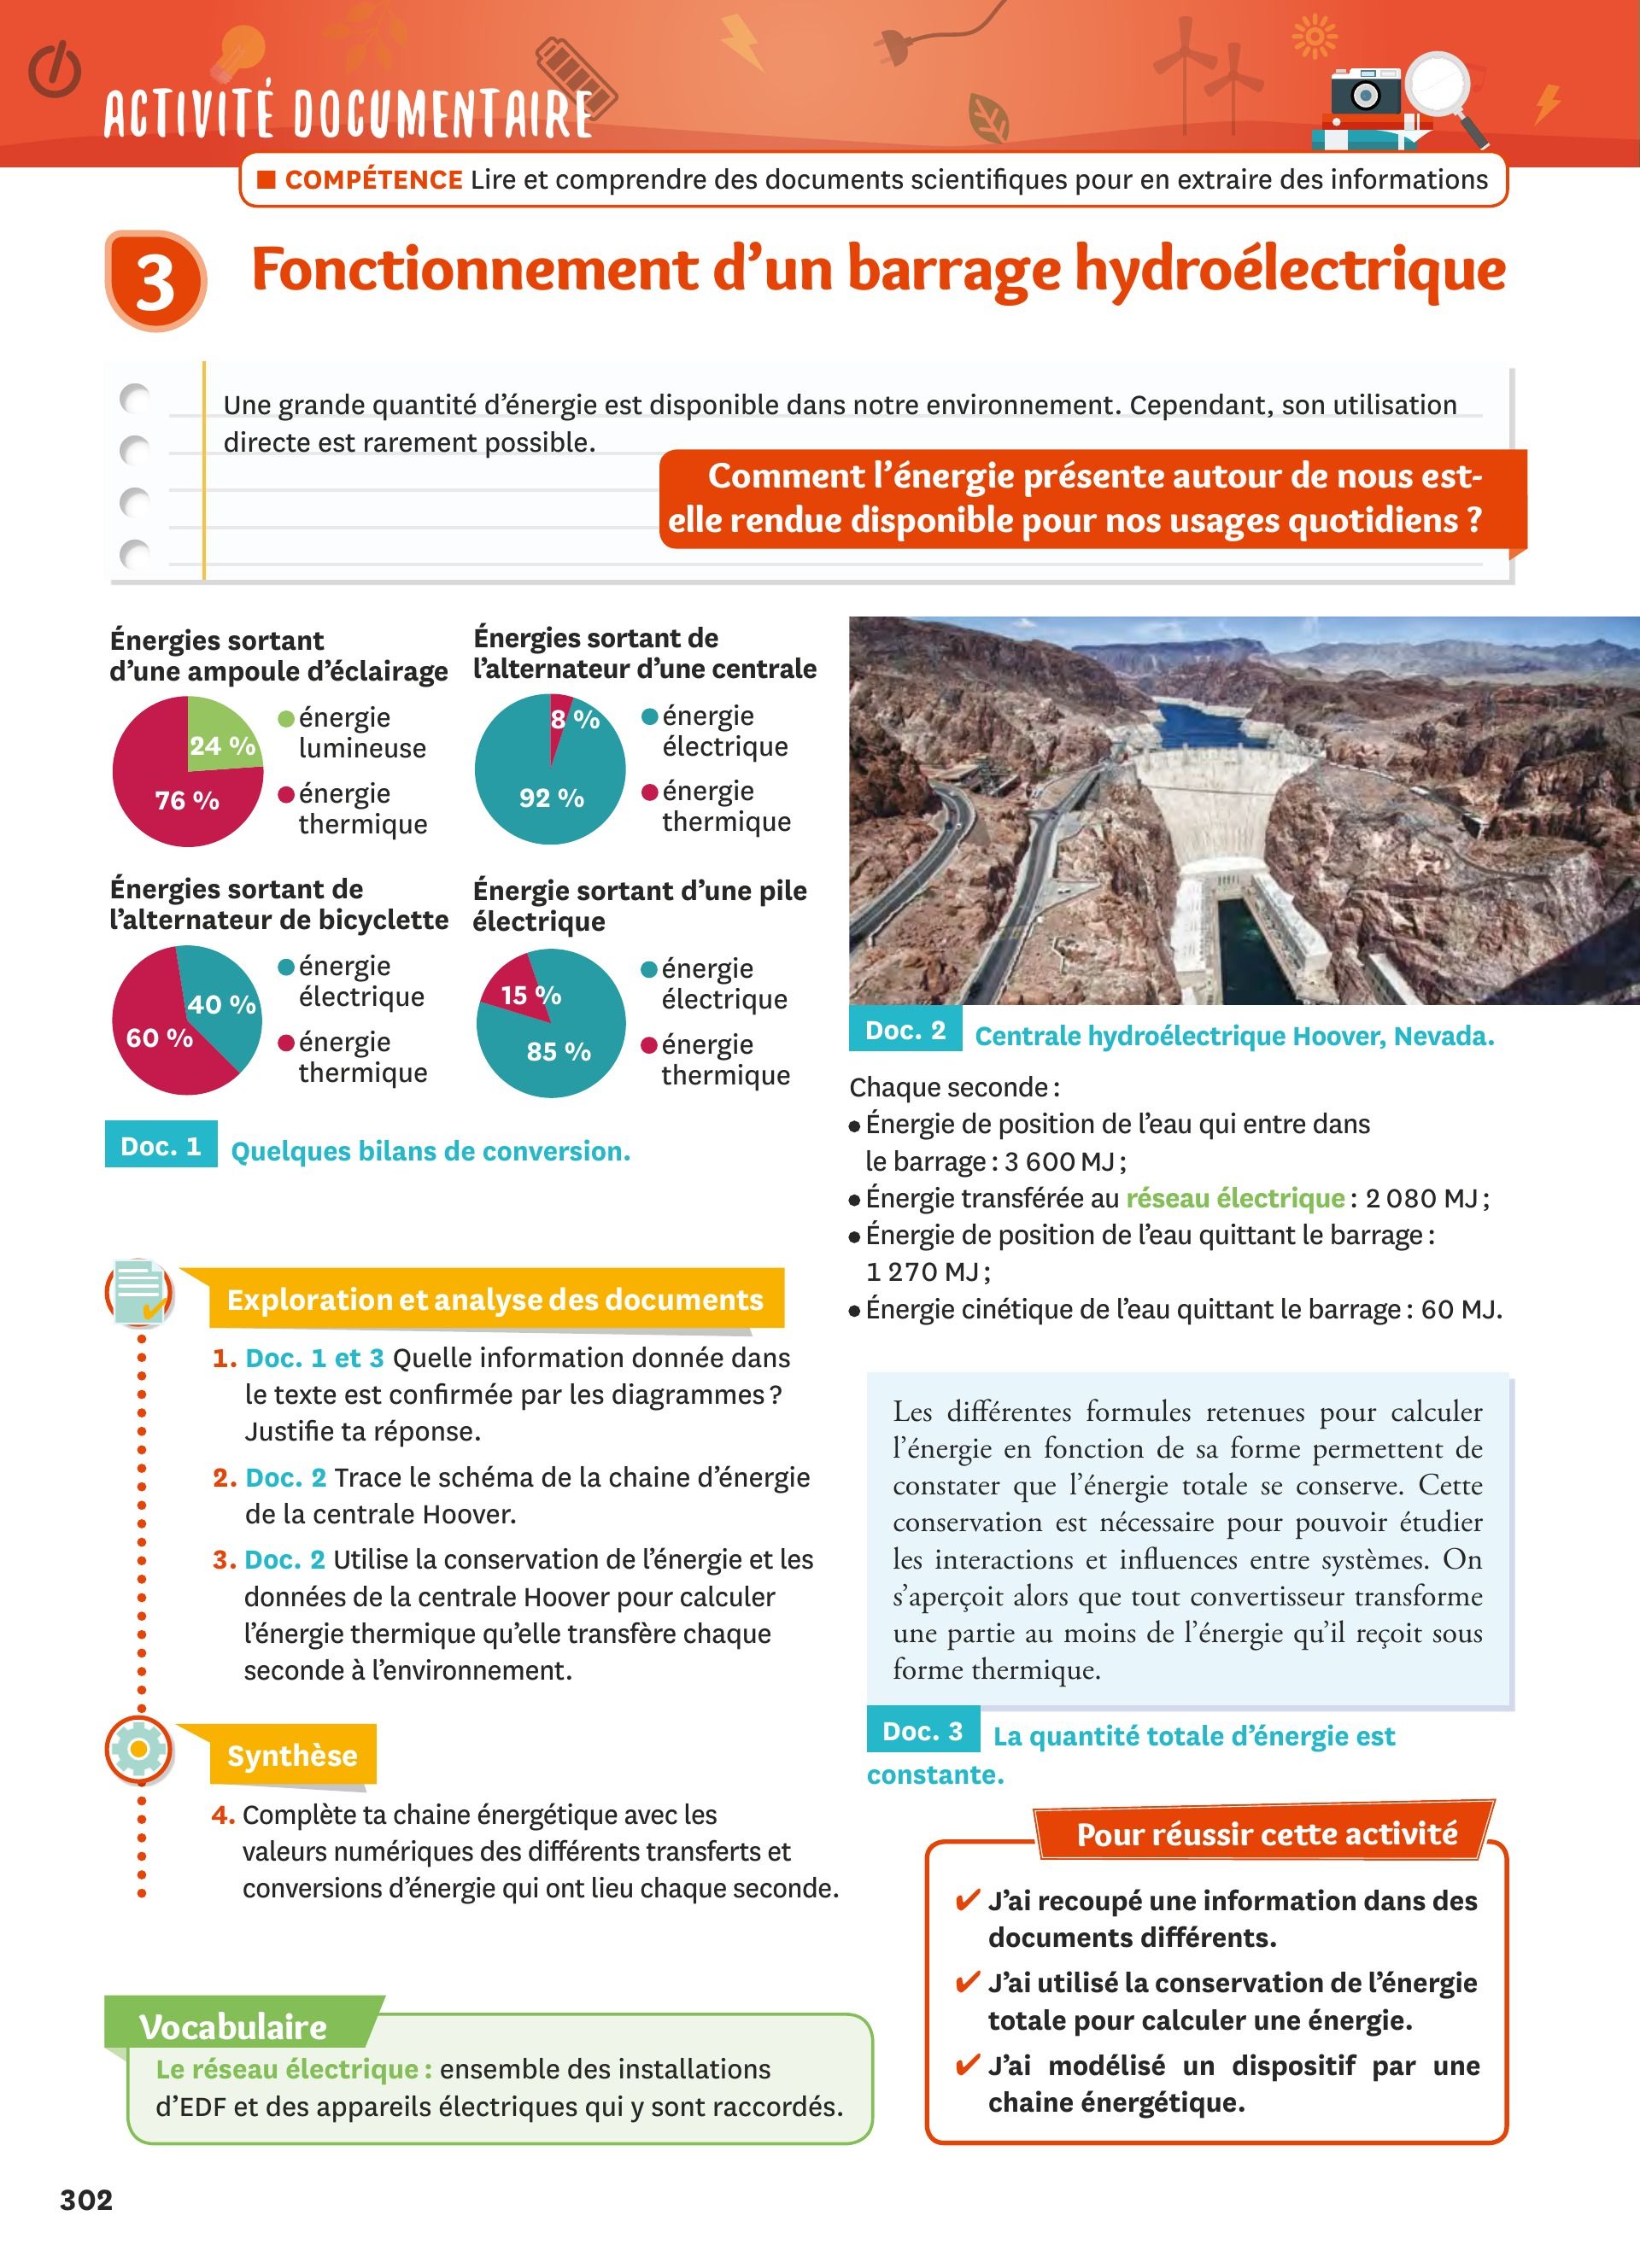 ACTIVITÉ DOCUMENTAIRE
COMPÉTENCE Lire et comprendre des documents scientifiques pour en extraire des informations
3
Fonctionnement d’un barrage hydroélectrique
Une grande quantité d’énergie est disponible dans notre environnement. Cependant, son utilisation
directe est rarement possible.
Comment l’énergie présente autour de nous est-
elle rendue disponible pour nos usages quotidiens ?
Énergies sortant
d’une ampoule d’éclairage
24 %
76 %
énergie
lumineuse
énergie
thermique
Énergies sortant de
l’alternateur d’une centrale
8 %
92 %
énergie
électrique
énergie
thermique
Énergies sortant de
l’alternateur de bicyclette
40 %
60 %
énergie
électrique
énergie
thermique
Énergie sortant d’une pile
électrique
15 %
85 %
énergie
électrique
énergie
thermique
Doc. 1 Quelques bilans de conversion.
Doc. 2 Centrale hydroélectrique Hoover, Nevada.
Chaque seconde :
• Énergie de position de l’eau qui entre dans
le barrage : 3 600 MJ ;
• Énergie transférée au réseau électrique : 2 080 MJ ;
• Énergie de position de l’eau quittant le barrage :
1 270 MJ ;
• Énergie cinétique de l’eau quittant le barrage : 60 MJ.
Exploration et analyse des documents
1. Doc. 1 et 3 Quelle information donnée dans
le texte est confirmée par les diagrammes ?
Justifie ta réponse.
2. Doc. 2 Trace le schéma de la chaine d’énergie
de la centrale Hoover.
3. Doc. 2 Utilise la conservation de l’énergie et les
données de la centrale Hoover pour calculer
l’énergie thermique qu’elle transfère chaque
seconde à l’environnement.
Synthèse
4. Complète ta chaine énergétique avec les
valeurs numériques des différents transferts et
conversions d’énergie qui ont lieu chaque seconde.
Les différentes formules retenues pour calculer
l’énergie en fonction de sa forme permettent de
constater que l’énergie totale se conserve. Cette
conservation est nécessaire pour pouvoir étudier
les interactions et influences entre systèmes. On
s’aperçoit alors que tout convertisseur transforme
une partie au moins de l’énergie qu’il reçoit sous
forme thermique.
Doc. 3 La quantité totale d’énergie est
constante.
Pour réussir cette activité
✔ J’ai recoupé une information dans des
documents différents.
✔ J’ai utilisé la conservation de l’énergie
totale pour calculer une énergie.
✔ J’ai modélisé un dispositif par une
chaine énergétique.
Vocabulaire
Le réseau électrique : ensemble des installations
d’EDF et des appareils électriques qui y sont raccordés.
302